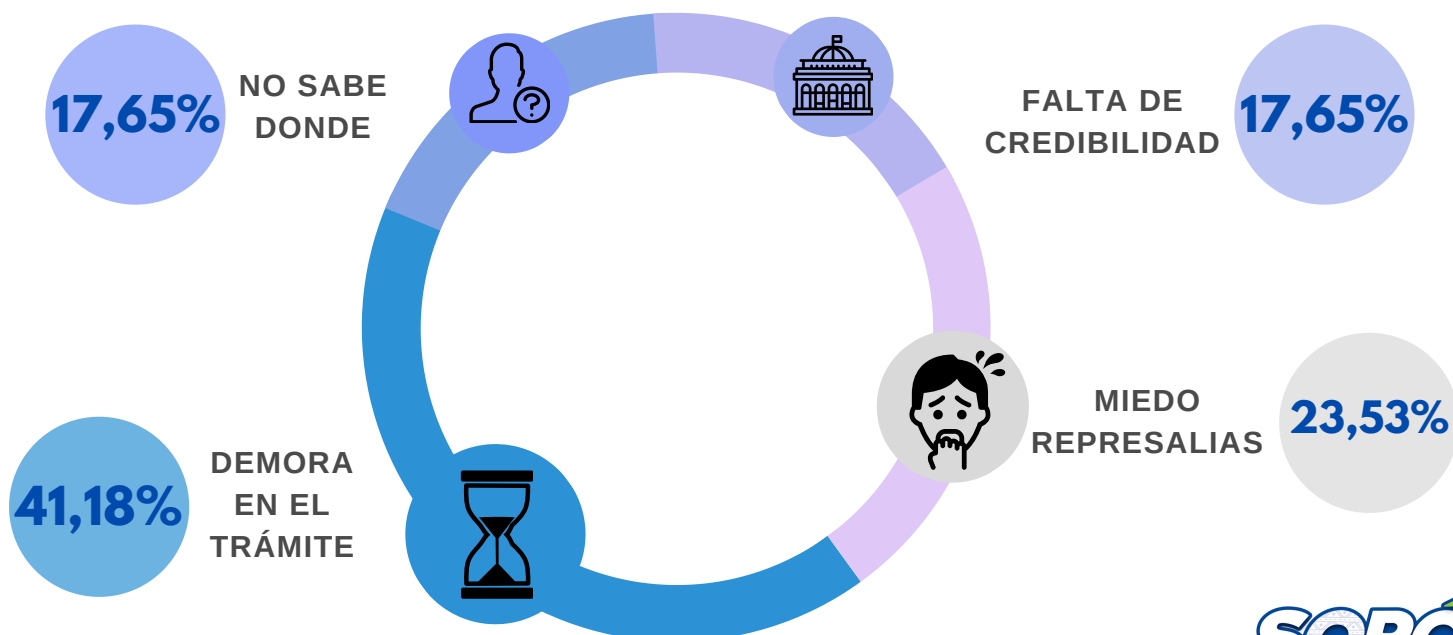 17,65%
NO SABE
DONDE
FALTA DE
CREDIBILIDAD
17,65%
?
MIEDO
REPRESALIAS
23,53%
41,18%
DEMORA
EN EL
TRÁMITE